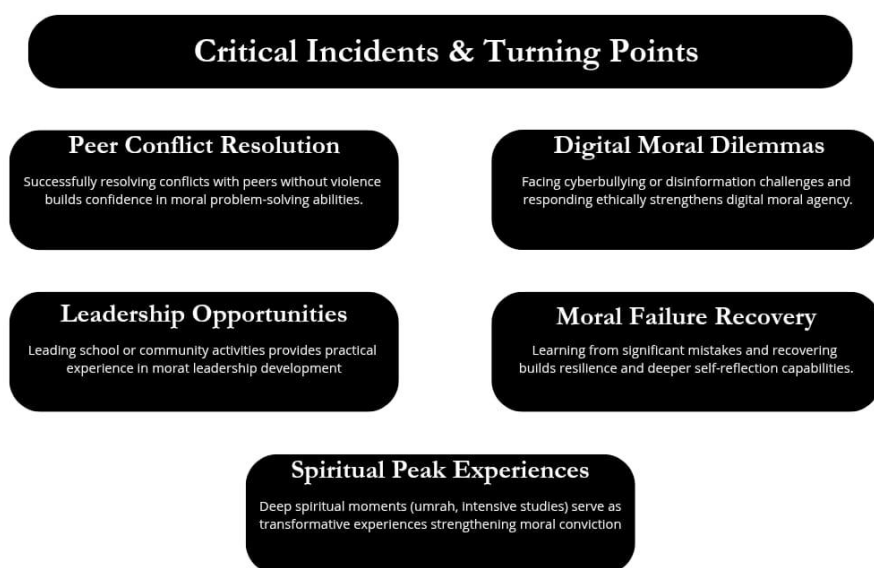 Critical Incidents & Turning Points
Peer Conflict Resolution
Successfully resolving conflicts with peers without violence
builds confidence in moral problem-solving abilities.
Digital Moral Dilemmas
Facing cyberbullying or disinformation challenges and
responding ethically strengthens digital moral agency.
Leadership Opportunities
Leading school or community activities provides practical
experience in morat leadership development
Moral Failure Recovery
Learning from significant mistakes and recovering
builds resilience and deeper self-reflection capabilities.
Spiritual Peak Experiences
Deep spiritual moments (umrah, intensive studies) serve as
transformative experiences strengthening moral conviction